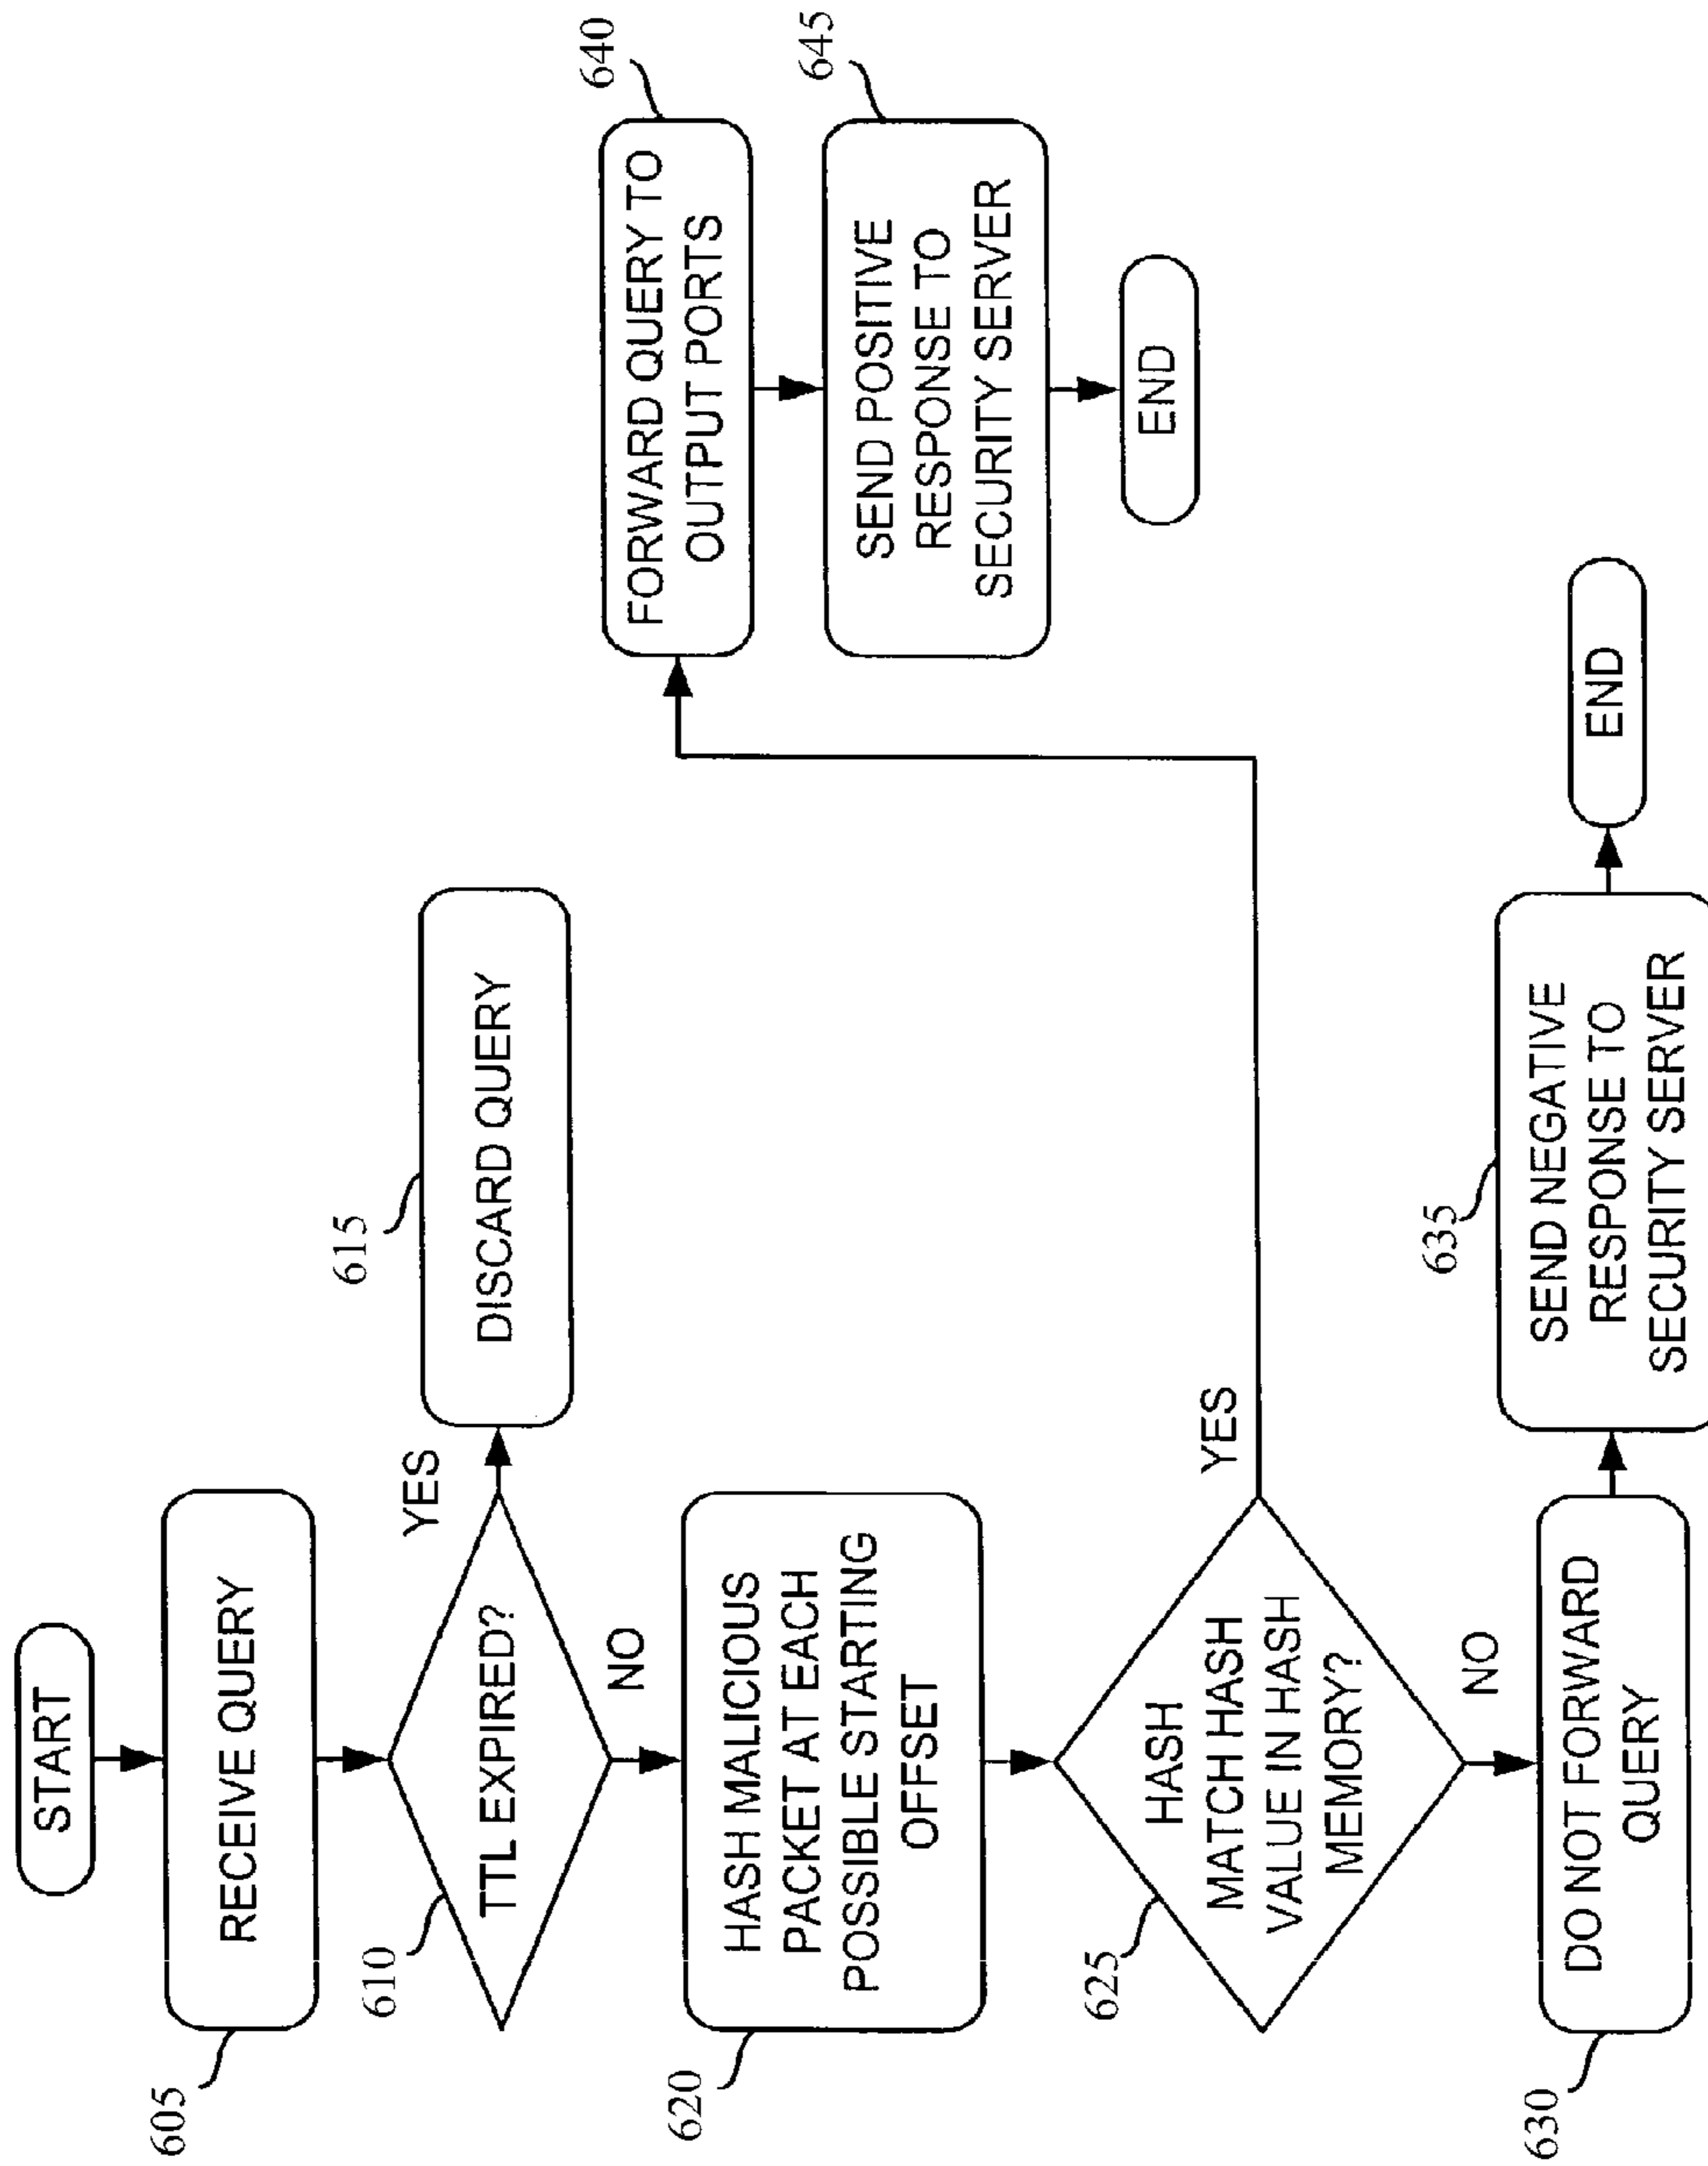 START
605
RECEIVE QUERY
610
TTL EXPIRED?
YES
615
DISCARD QUERY
NO
620
HASH MALICIOUS
PACKET AT EACH
POSSIBLE STARTING
OFFSET
625
HASH
MATCH HASH
VALUE IN HASH
MEMORY?
YES
640
FORWARD QUERY TO
OUTPUT PORTS
645
SEND POSITIVE
RESPONSE TO
SECURITY SERVER
END
NO
630
DO NOT FORWARD
QUERY
635
SEND NEGATIVE
RESPONSE TO
SECURITY SERVER
END